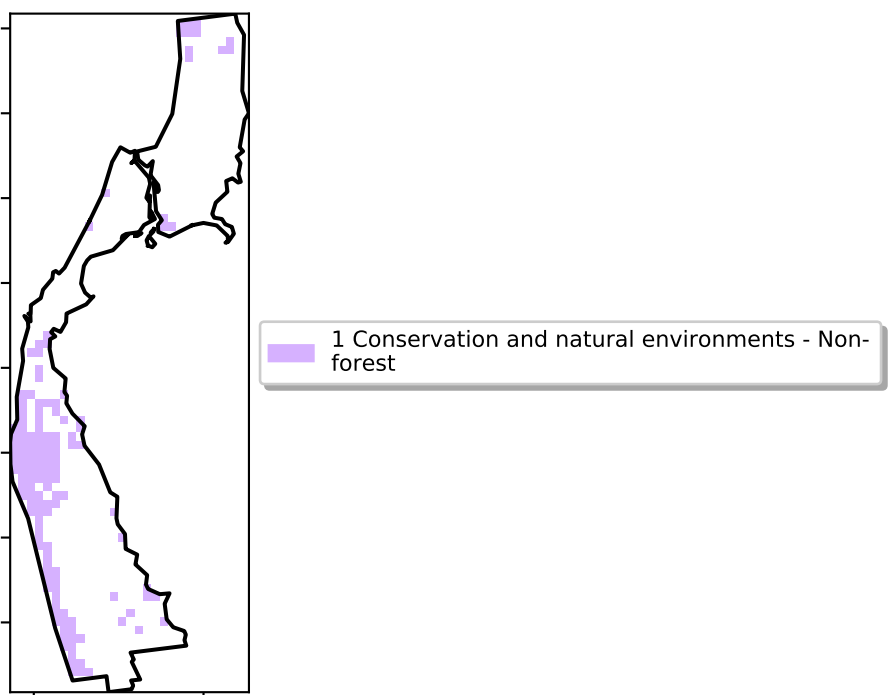 1 Conservation and natural environments - Non-
forest